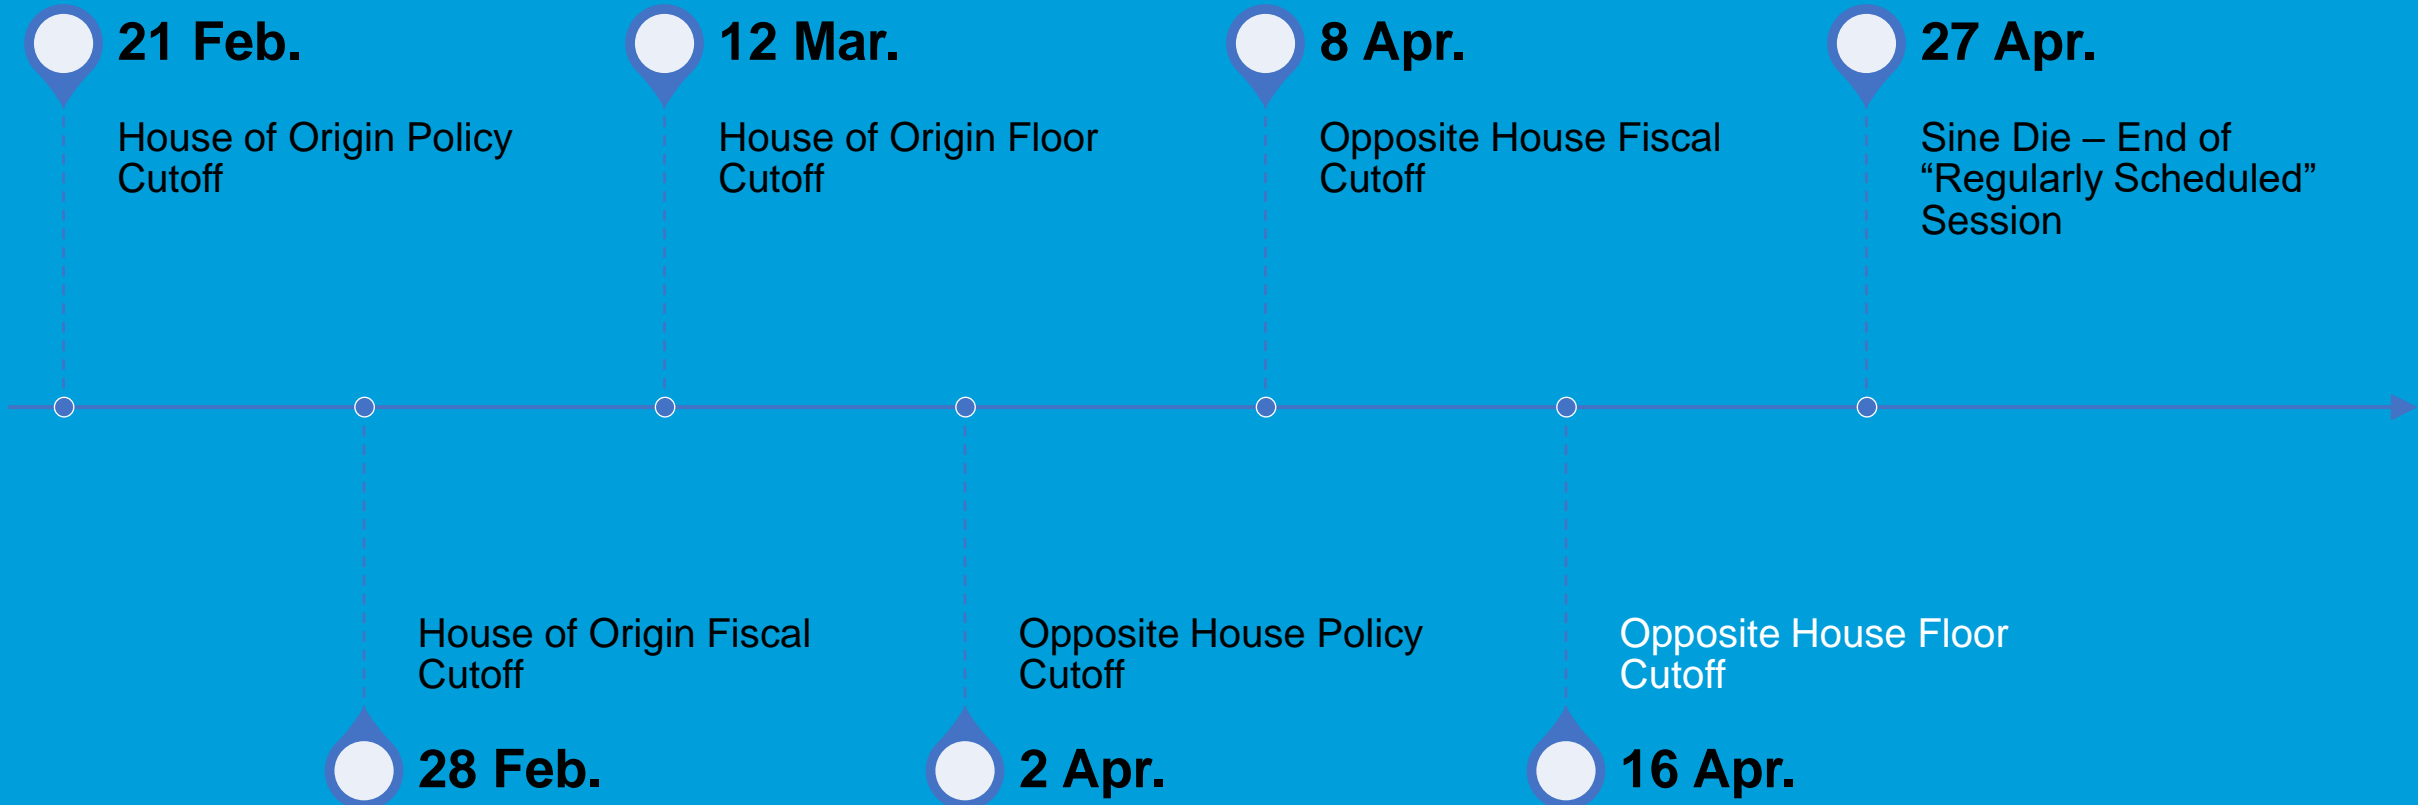 21 Feb.
House of Origin Policy
Cutoff
28 Feb.
House of Origin Fiscal
Cutoff
12 Mar.
House of Origin Floor
Cutoff
2 Apr.
Opposite House Policy
Cutoff
8 Apr.
Opposite House Fiscal
Cutoff
16 Apr.
Opposite House Floor
Cutoff
27 Apr.
Sine Die – End of
“Regularly Scheduled”
Session